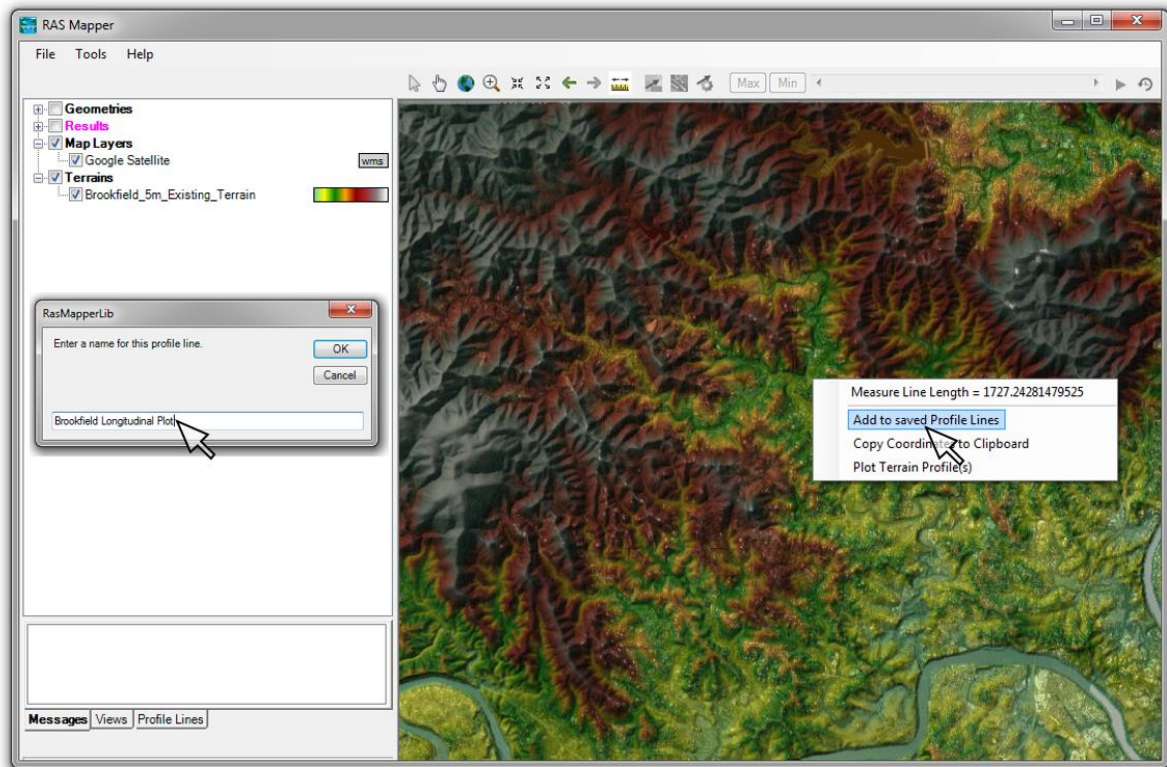 RAS Mapper
File Tools Help
Max Min
Geometries
Results
Map Layers
Google Satellite wms
Terrains
Brookfield_5m_Existing_Terrain
RasMapperLib
Enter a name for this profile line.
OK
Cancel
Brookfield Longitudinal Plot
Measure Line Length = 1727.24281479525
Add to saved Profile Lines
Copy Coordinates to Clipboard
Plot Terrain Profile(s)
Messages Views Profile Lines